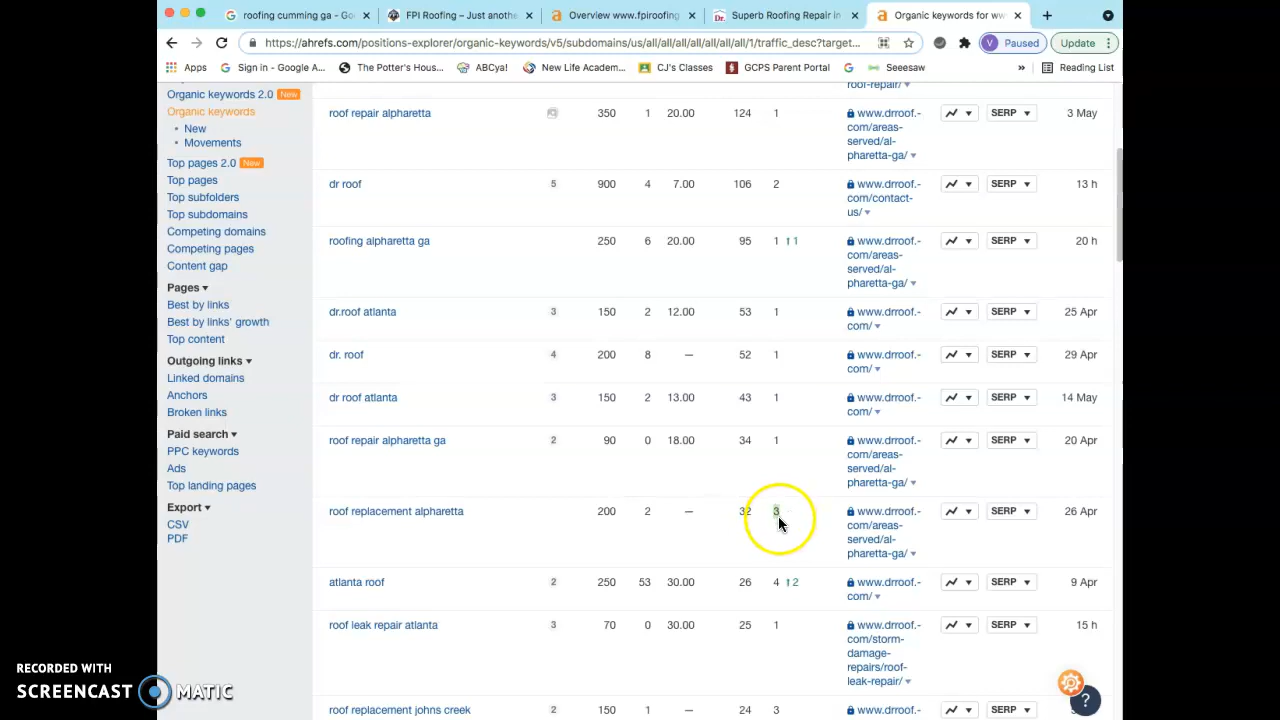 roofing cumming ga - Go
FPI Roofing – Just anothe
Overview www.fpiroofing
Dr. Superb Roofing Repair in
Organic keywords for ww
https://ahrefs.com/positions-explorer/organic-keywords/v5/subdomains/us/all/all/all/all/all/all/all/1/traffic_desc?target...
V Paused
Update
Apps
Sign in - Google A...
The Potter's Hous...
ABCya!
New Life Academ...
CJ's Classes
GCPS Parent Portal
Seeesaw
»
Reading List
Organic keywords 2.0 New
Organic keywords
New
Movements
Top pages 2.0 New
Top pages
Top subfolders
Top subdomains
Competing domains
Competing pages
Content gap
Pages
Best by links
Best by links' growth
Top content
Outgoing links
Linked domains
Anchors
Broken links
Paid search
PPC keywords
Ads
Top landing pages
Export
CSV
PDF
roof-repair/
roof repair alpharetta 350 1 20.00 124 1 www.drroof.- SERP 3 May
com/areas-
served/al-
pharetta-ga/
dr roof 5 900 4 7.00 106 2 www.drroof.- SERP 13 h
com/contact-
us/
roofing alpharetta ga 250 6 20.00 95 1 ↑1 www.drroof.- SERP 20 h
com/areas-
served/al-
pharetta-ga/
dr.roof atlanta 3 150 2 12.00 53 1 www.drroof.- SERP 25 Apr
com/
dr. roof 4 200 8 — 52 1 www.drroof.- SERP 29 Apr
com/
dr roof atlanta 3 150 2 13.00 43 1 www.drroof.- SERP 14 May
com/
roof repair alpharetta ga 2 90 0 18.00 34 1 www.drroof.- SERP 20 Apr
com/areas-
served/al-
pharetta-ga/
roof replacement alpharetta 200 2 — 32 3 www.drroof.- SERP 26 Apr
com/areas-
served/al-
pharetta-ga/
atlanta roof 2 250 53 30.00 26 4 ↑2 www.drroof.- SERP 9 Apr
com/
roof leak repair atlanta 3 70 0 30.00 25 1 www.drroof.- SERP 15 h
com/storm-
damage-
repairs/roof-
leak-repair/
roof replacement johns creek 2 150 1 — 24 3 www.drroof.- SERP
?
RECORDED WITH
SCREENCAST MATIC